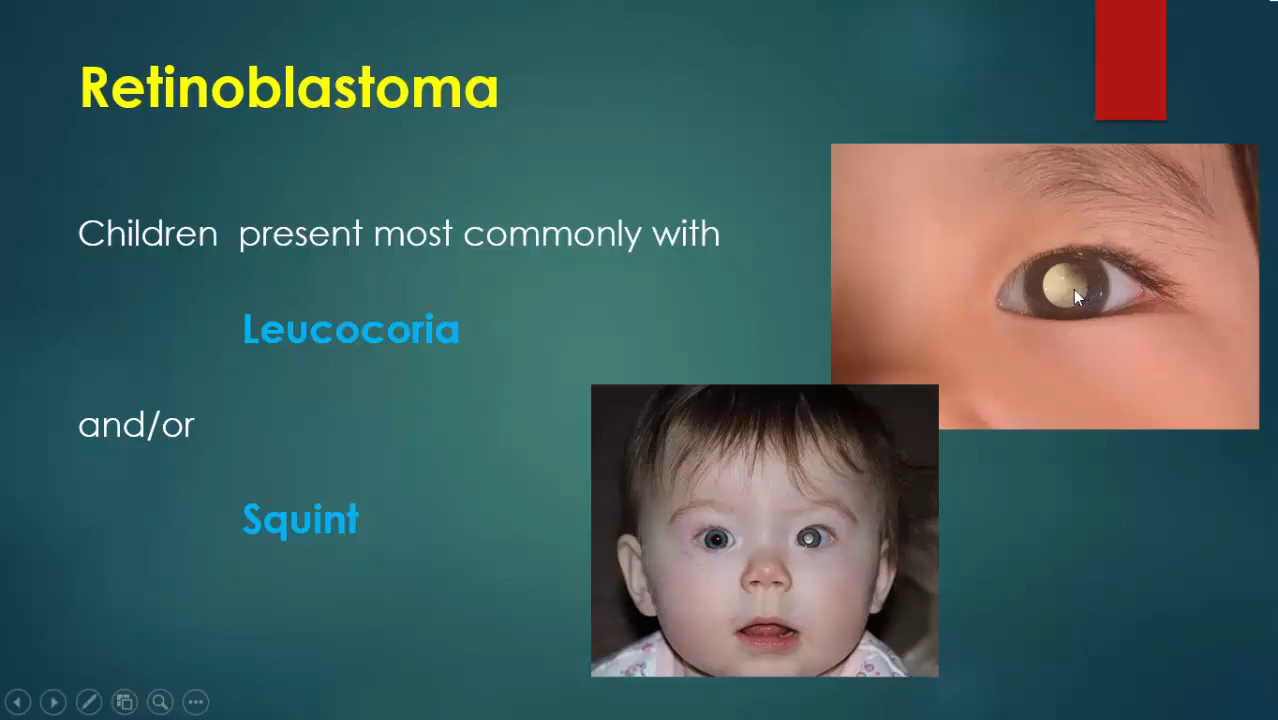 Retinoblastoma
Children present most commonly with
Leucocoria
and/or
Squint